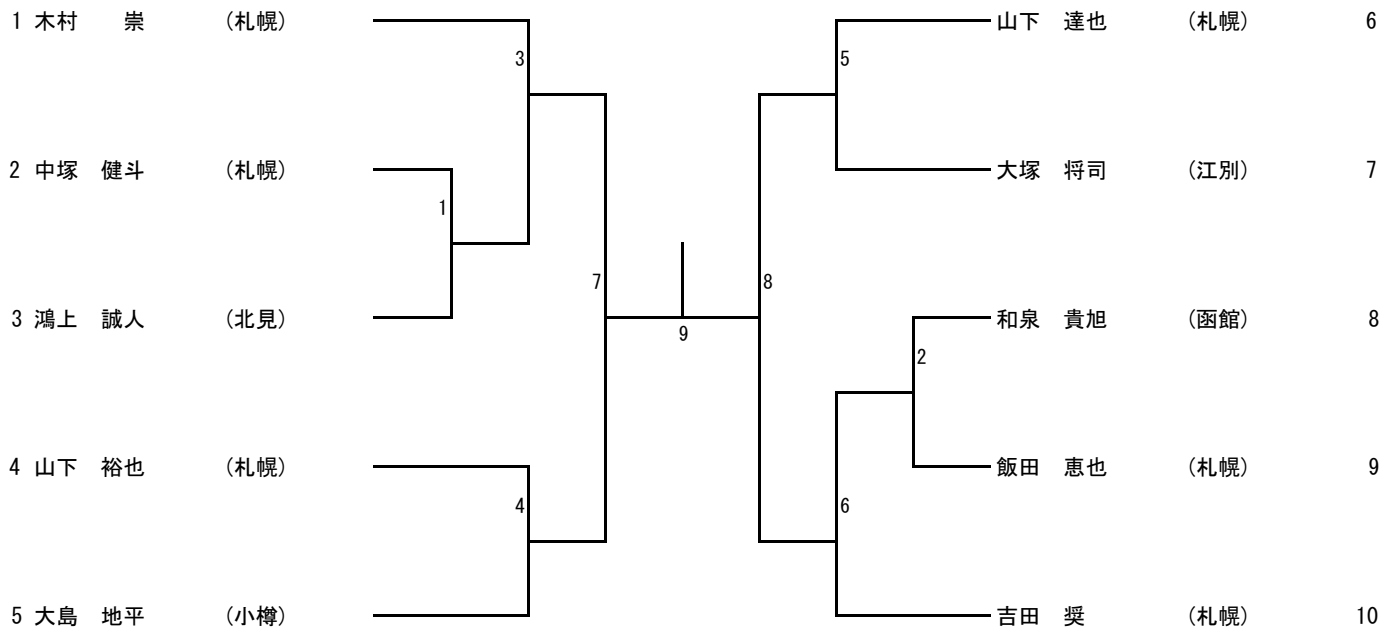 1 木村　　崇 （札幌）
3
2 中塚　健斗 （札幌）
1
3 鴻上　誠人 （北見）
7
4 山下　裕也 （札幌）
4
5 大島　地平 （小樽）
9
山下　達也 （札幌） 6
5
大塚　将司 （江別） 7
8
和泉　貴旭 （函館） 8
2
飯田　恵也 （札幌） 9
6
吉田　奨 （札幌） 10